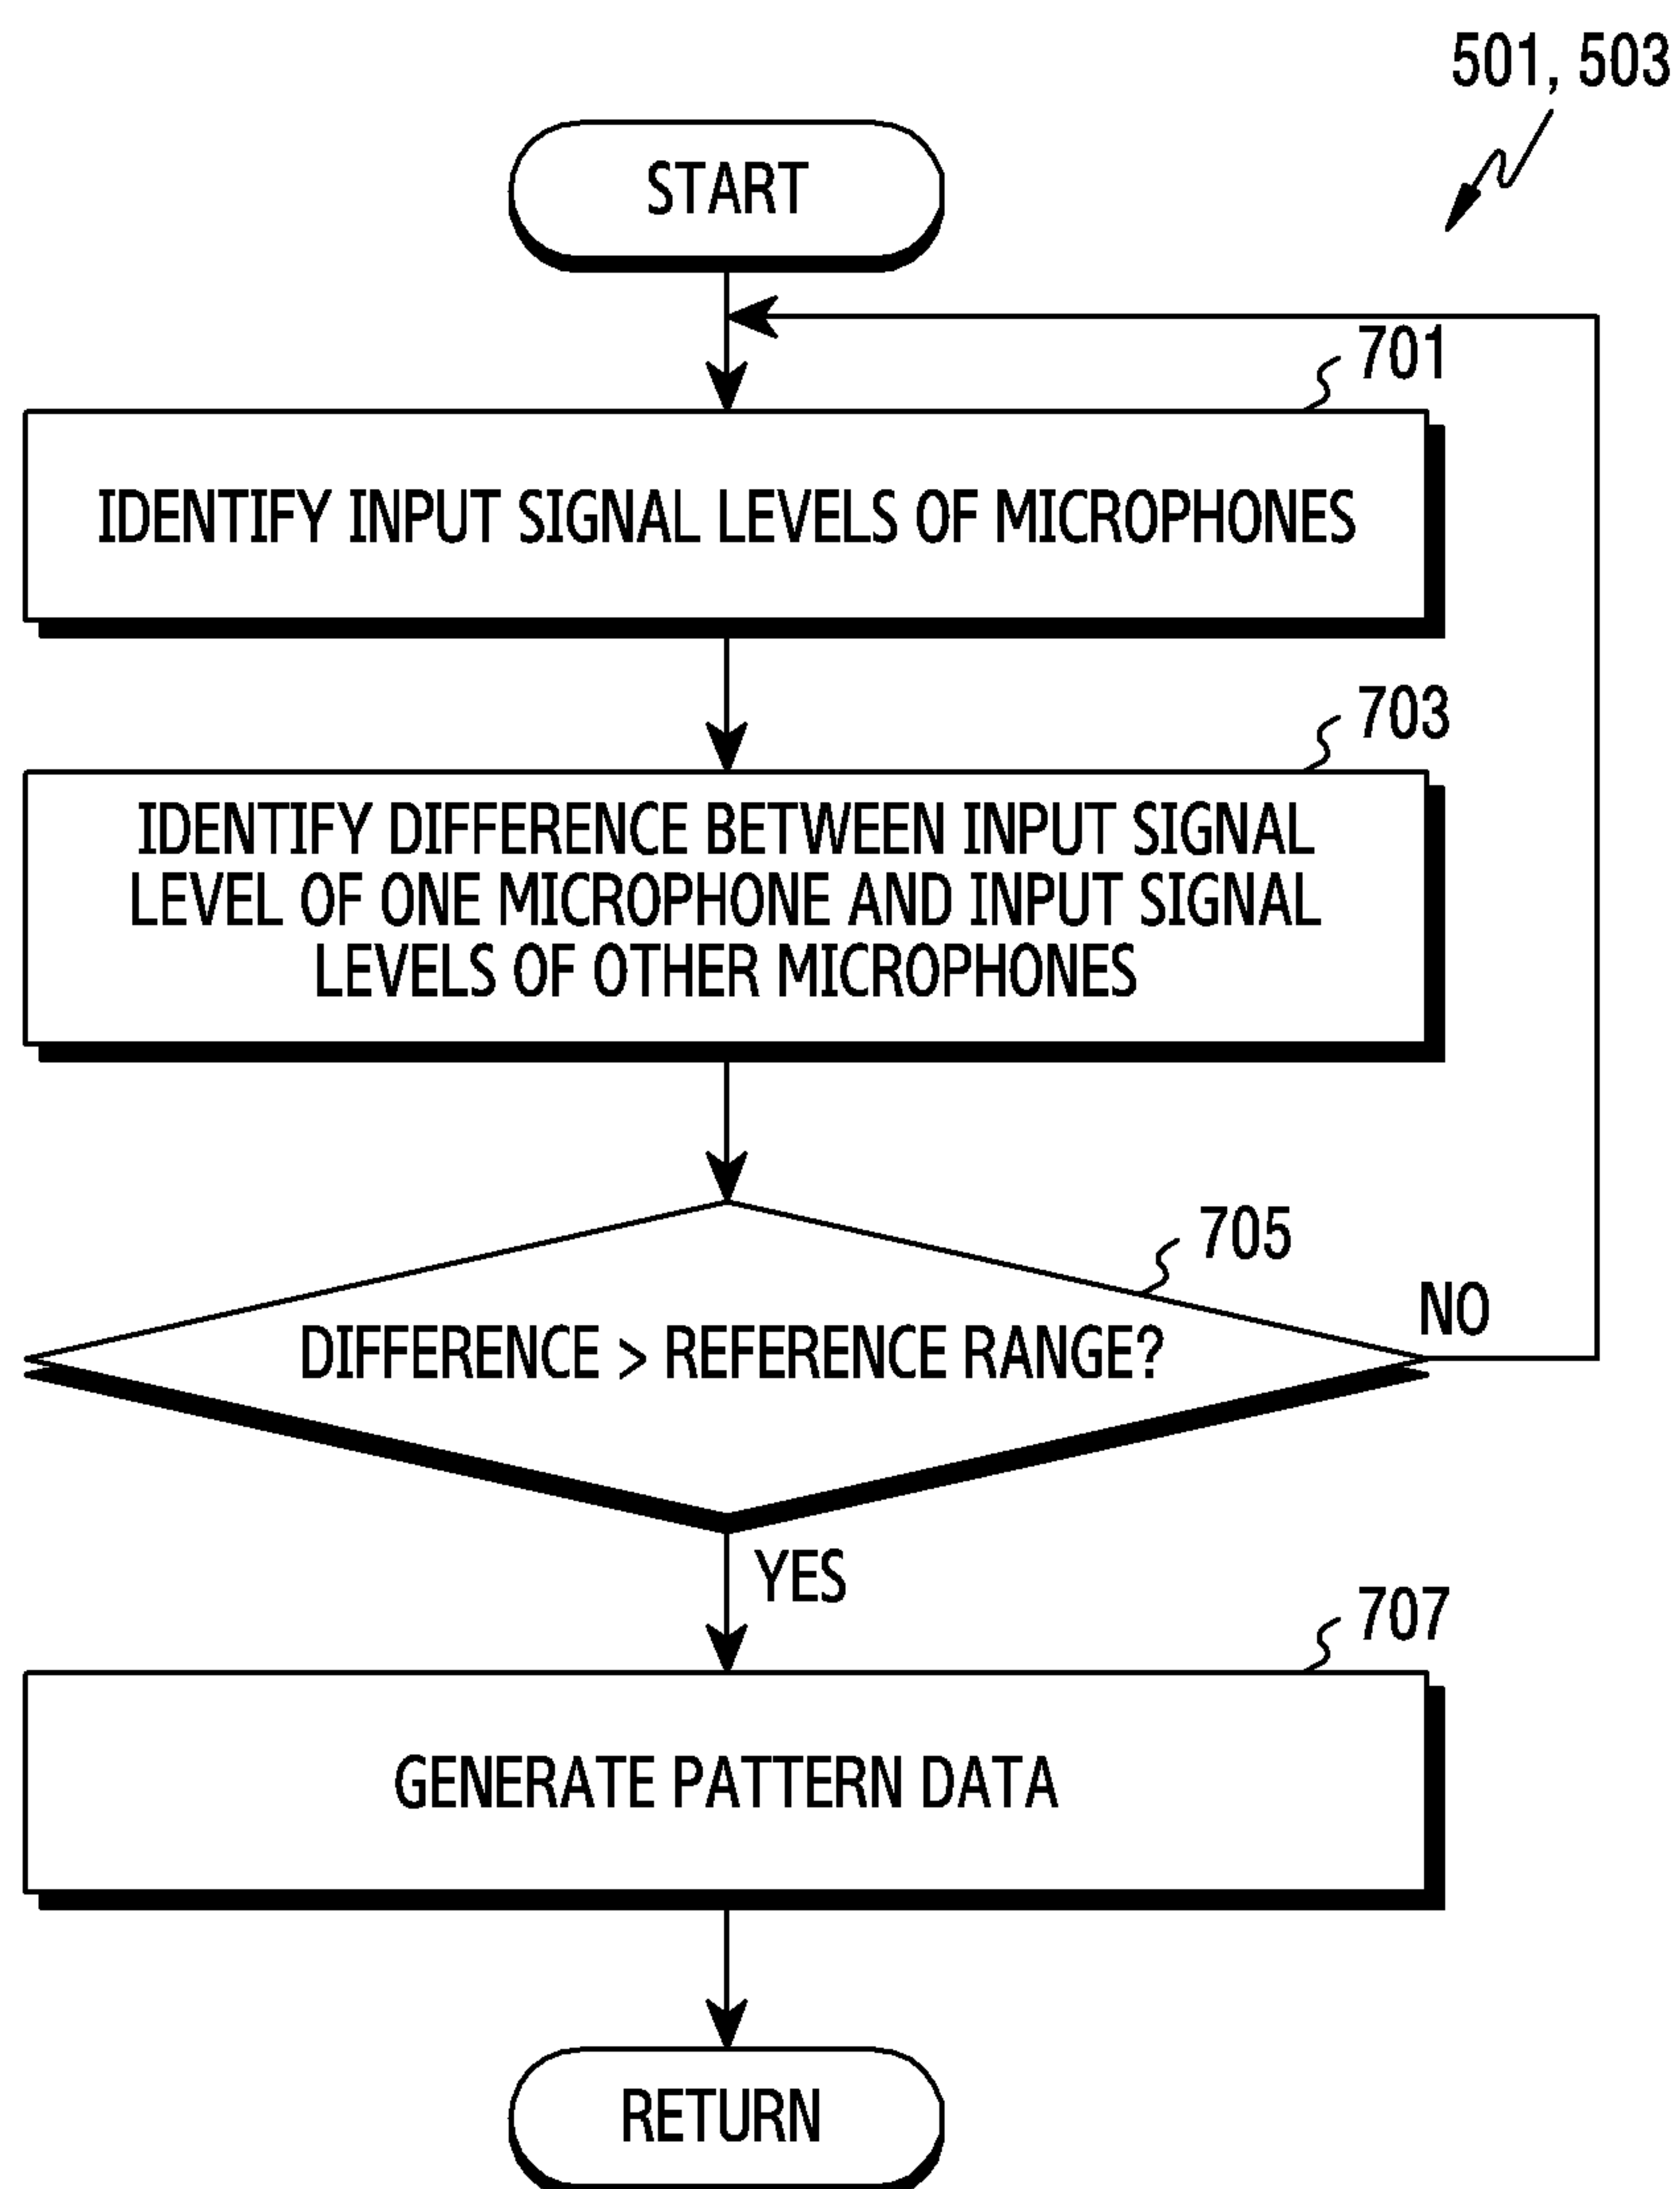 501, 503
START
701
IDENTIFY INPUT SIGNAL LEVELS OF MICROPHONES
703
IDENTIFY DIFFERENCE BETWEEN INPUT SIGNAL
LEVEL OF ONE MICROPHONE AND INPUT SIGNAL
LEVELS OF OTHER MICROPHONES
705
DIFFERENCE > REFERENCE RANGE?
NO
YES
707
GENERATE PATTERN DATA
RETURN